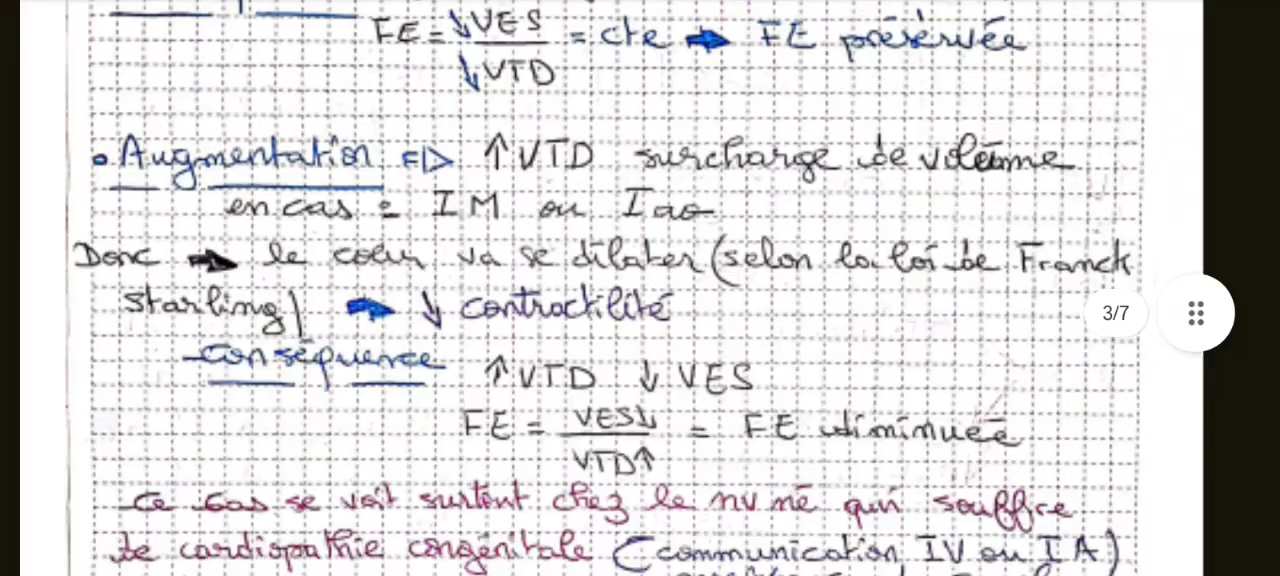 FE = ↓VES / ↓VTD = cte ➡ FE préservée
• Augmentation ⇨ ↑ VTD surcharge de volume
en cas : IM ou Iao
Donc ➡ le cœur va se dilater (selon la loi de Franck
Starling) ➡ ↓ contractilité
conséquence ↑ VTD ↓ VES
FE = VES↓ / VTD↑ = FE diminuée
3/7
ce cas se voit surtout chez le nv né qui souffre
de cardiopathie congénitale (communication IV ou IA)